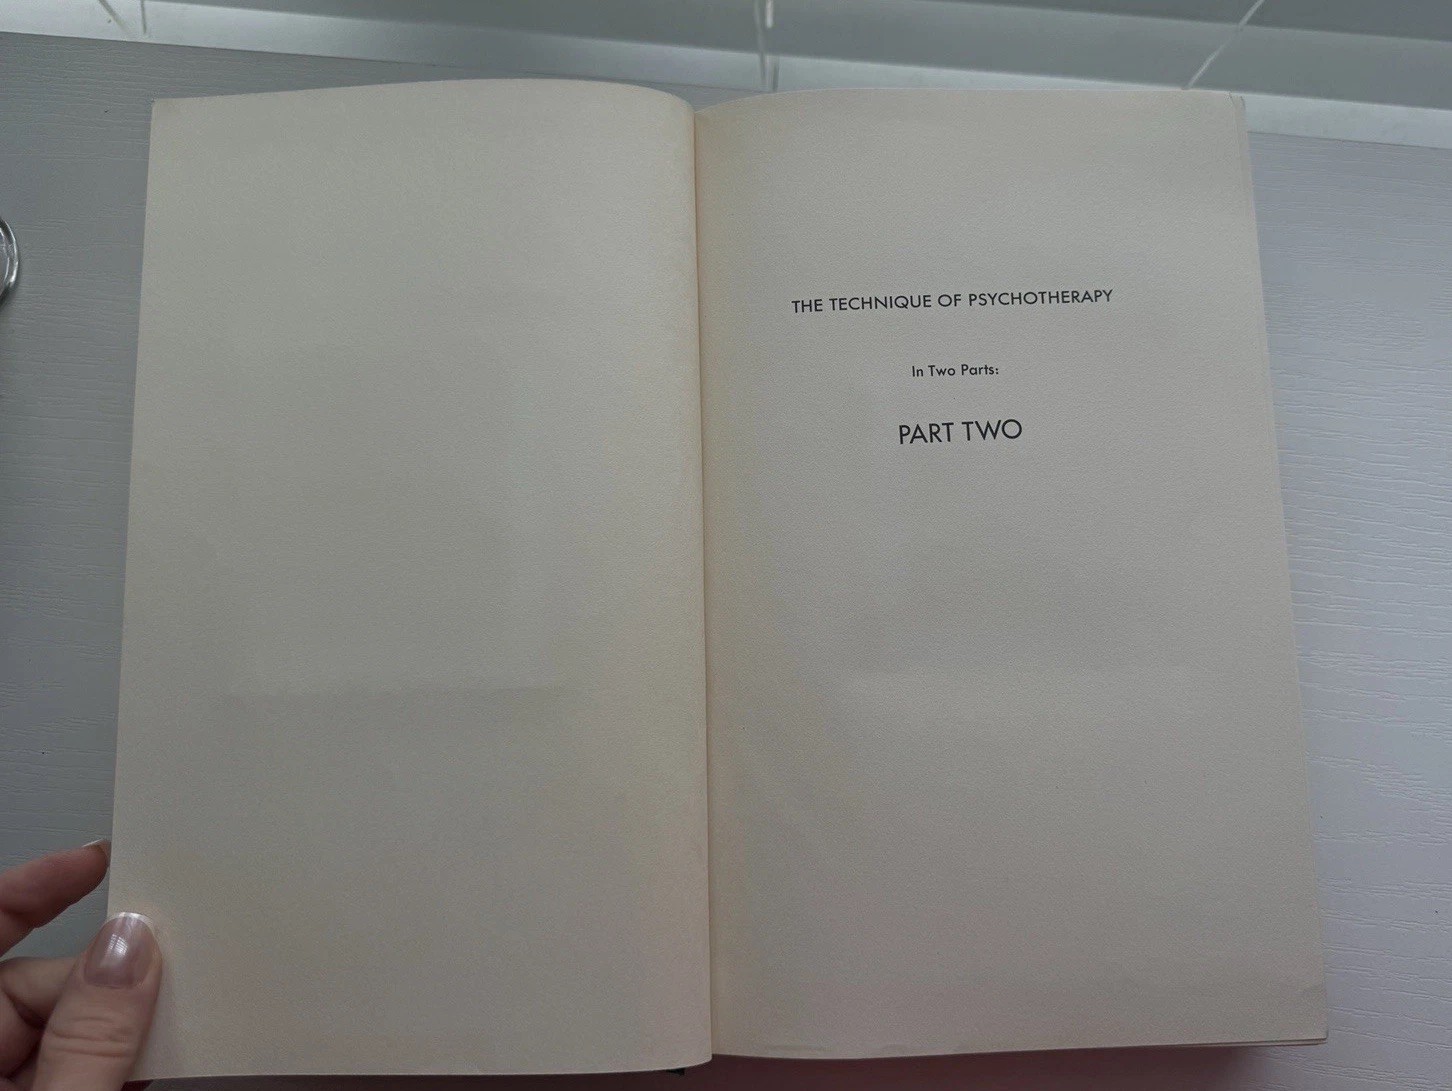 THE TECHNIQUE OF PSYCHOTHERAPY
In Two Parts:
PART TWO